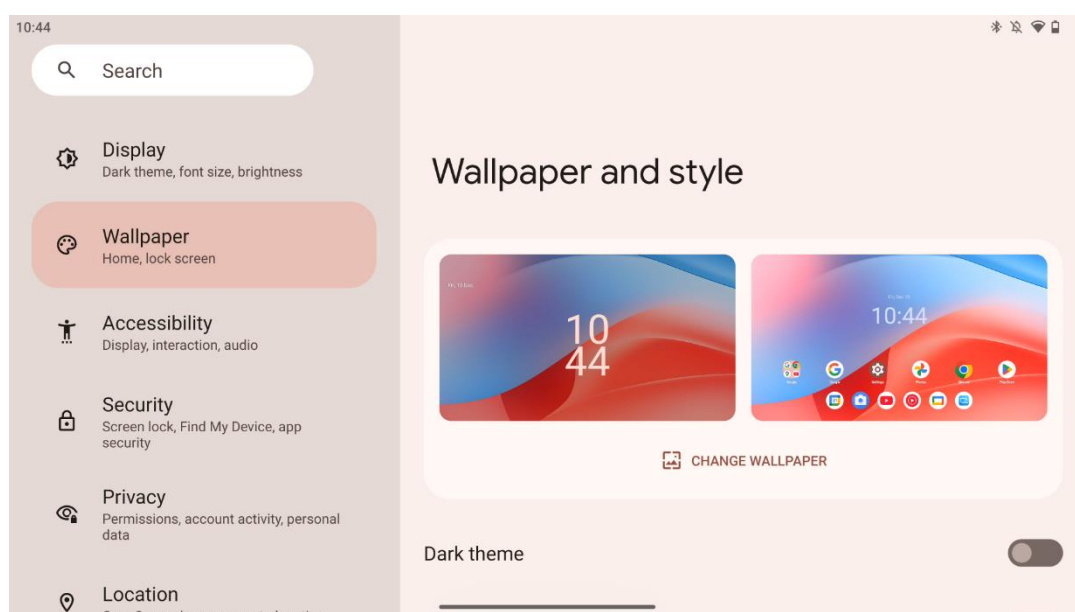 10:44
Search
Display
Dark theme, font size, brightness
Wallpaper
Home, lock screen
Accessibility
Display, interaction, audio
Security
Screen lock, Find My Device, app
security
Privacy
Permissions, account activity, personal
data
Location
Wallpaper and style
10
44
10:44
CHANGE WALLPAPER
Dark theme